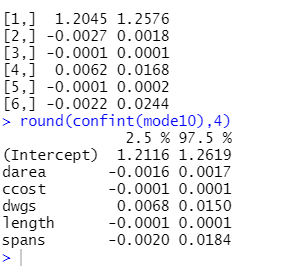 [1,]  1.2045 1.2576
[2,] -0.0027 0.0018
[3,] -0.0001 0.0001
[4,]  0.0062 0.0168
[5,] -0.0001 0.0002
[6,] -0.0022 0.0244
> round(confint(mode10),4)
              2.5 % 97.5 %
(Intercept)  1.2116 1.2619
darea       -0.0016 0.0017
ccost       -0.0001 0.0001
dwgs         0.0068 0.0150
length      -0.0001 0.0001
spans       -0.0020 0.0184
>